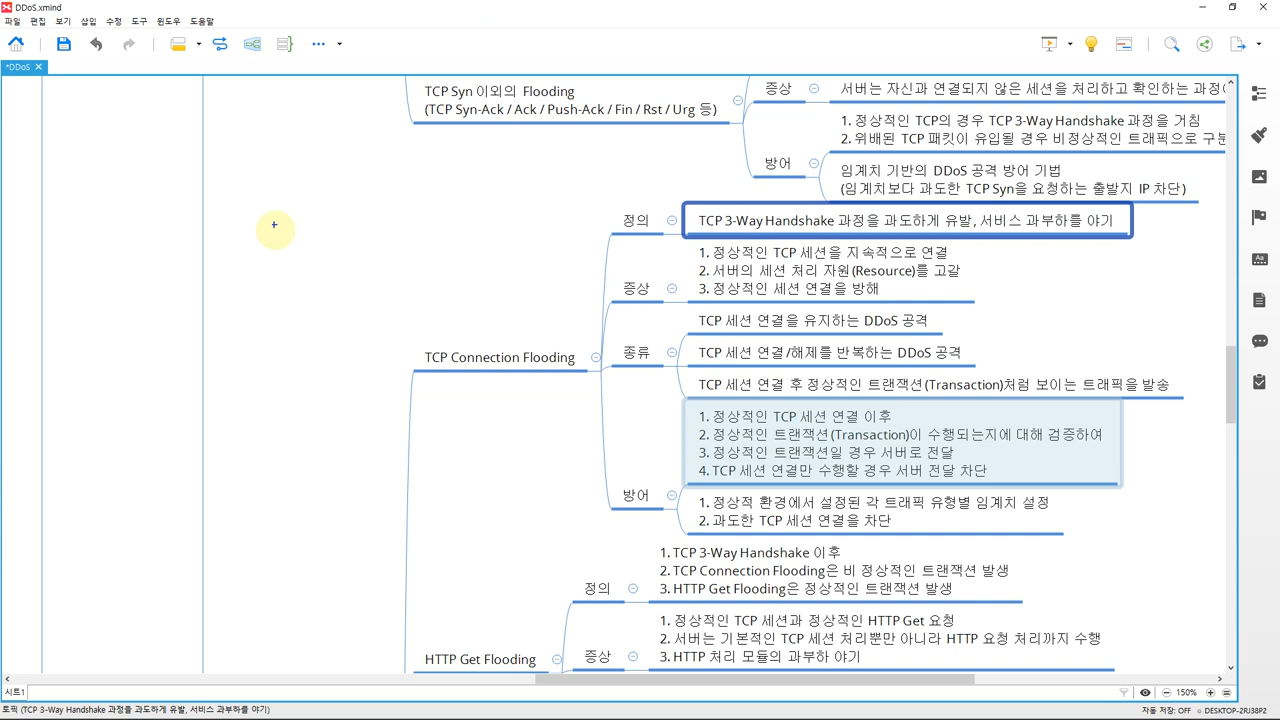 DDoS.xmind
파일 편집 보기 삽입 수정 도구 윈도우 도움말
*DDoS
TCP Syn 이외의 Flooding
(TCP Syn-Ack / Ack / Push-Ack / Fin / Rst / Urg 등)
증상
서버는 자신과 연결되지 않은 세션을 처리하고 확인하는 과정
1. 정상적인 TCP의 경우 TCP 3-Way Handshake 과정을 거침
2. 위배된 TCP 패킷이 유입될 경우 비정상적인 트래픽으로 구분
방어
임계치 기반의 DDoS 공격 방어 기법
(임계치보다 과도한 TCP Syn을 요청하는 출발지 IP 차단)
TCP Connection Flooding
정의
TCP 3-Way Handshake 과정을 과도하게 유발, 서비스 과부하를 야기
증상
1. 정상적인 TCP 세션을 지속적으로 연결
2. 서버의 세션 처리 자원(Resource)를 고갈
3. 정상적인 세션 연결을 방해
종류
TCP 세션 연결을 유지하는 DDoS 공격
TCP 세션 연결/해제를 반복하는 DDoS 공격
TCP 세션 연결 후 정상적인 트랜잭션(Transaction)처럼 보이는 트래픽을 발송
방어
1. 정상적인 TCP 세션 연결 이후
2. 정상적인 트랜잭션(Transaction)이 수행되는지에 대해 검증하여
3. 정상적인 트랜잭션일 경우 서버로 전달
4. TCP 세션 연결만 수행할 경우 서버 전달 차단
1. 정상적 환경에서 설정된 각 트래픽 유형별 임계치 설정
2. 과도한 TCP 세션 연결을 차단
HTTP Get Flooding
정의
1. TCP 3-Way Handshake 이후
2. TCP Connection Flooding은 비 정상적인 트랜잭션 발생
3. HTTP Get Flooding은 정상적인 트랜잭션 발생
증상
1. 정상적인 TCP 세션과 정상적인 HTTP Get 요청
2. 서버는 기본적인 TCP 세션 처리뿐만 아니라 HTTP 요청 처리까지 수행
3. HTTP 처리 모듈의 과부하 야기
시트1
150%
토픽 (TCP 3-Way Handshake 과정을 과도하게 유발, 서비스 과부하를 야기)
자동 저장: OFF
DESKTOP-2RJ38P2